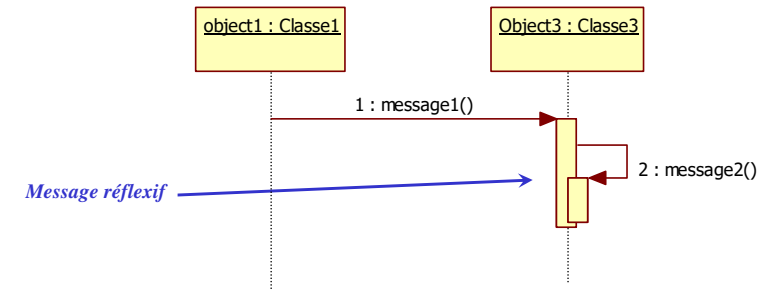 object1 : Classe1
Object3 : Classe3
1 : message1()
2 : message2()
Message réflexif